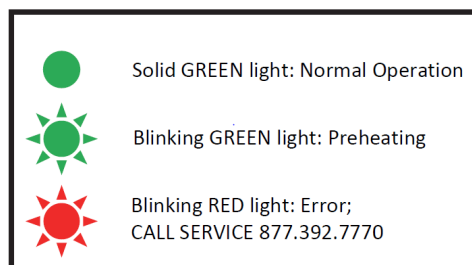 Solid GREEN light: Normal Operation
Blinking GREEN light: Preheating
Blinking RED light: Error;
CALL SERVICE 877.392.7770